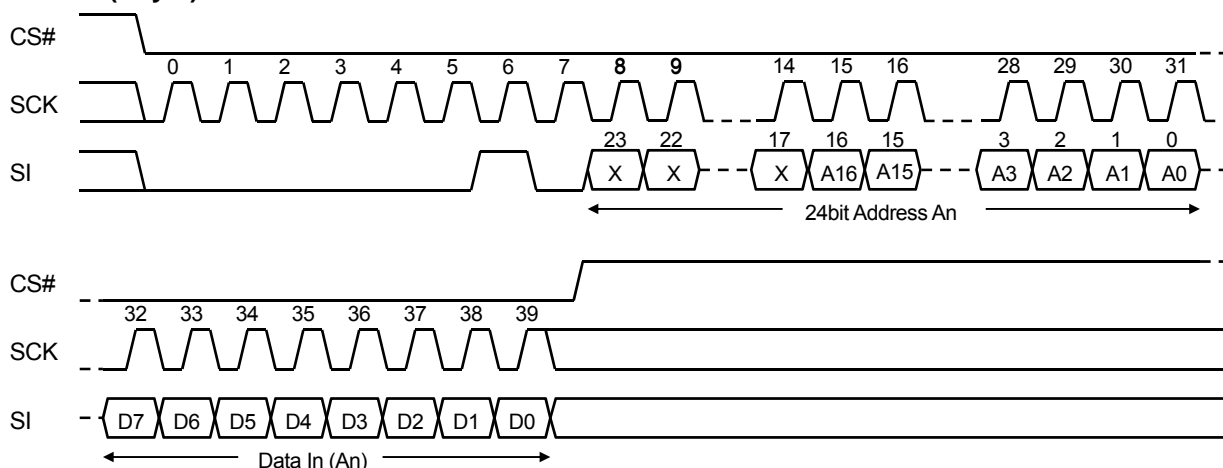 CS#
0 1 2 3 4 5 6 7 8 9 14 15 16 28 29 30 31
SCK
23 22 17 16 15 3 2 1 0
SI X X X A16 A15 A3 A2 A1 A0
24bit Address An
CS#
32 33 34 35 36 37 38 39
SCK
SI D7 D6 D5 D4 D3 D2 D1 D0
Data In (An)